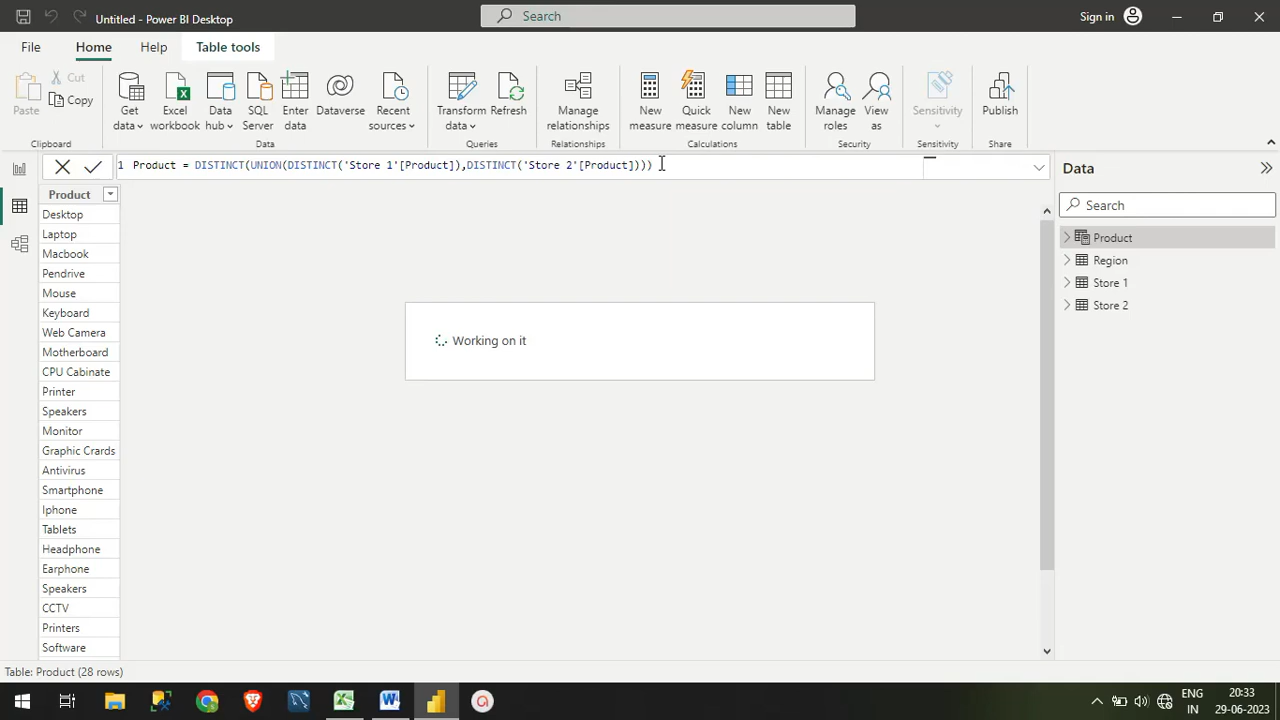 Untitled - Power BI Desktop
Search
Sign in
File
Home
Help
Table tools
Paste
Cut
Copy
Get data
Excel workbook
Data hub
SQL Server
Enter data
Dataverse
Recent sources
Transform data
Refresh
Manage relationships
New measure
Quick measure
New column
New table
Manage roles
View as
Sensitivity
Publish
Clipboard
Data
Queries
Relationships
Calculations
Security
Sensitivity
Share
1 Product = DISTINCT(UNION(DISTINCT('Store 1'[Product]),DISTINCT('Store 2'[Product])))
Data
Search
Product
Region
Store 1
Store 2
Product
Desktop
Laptop
Macbook
Pendrive
Mouse
Keyboard
Web Camera
Motherboard
CPU Cabinate
Printer
Speakers
Monitor
Graphic Crards
Antivirus
Smartphone
Iphone
Tablets
Headphone
Earphone
Speakers
CCTV
Printers
Software
Working on it
Table: Product (28 rows)
ENG
IN
20:33
29-06-2023